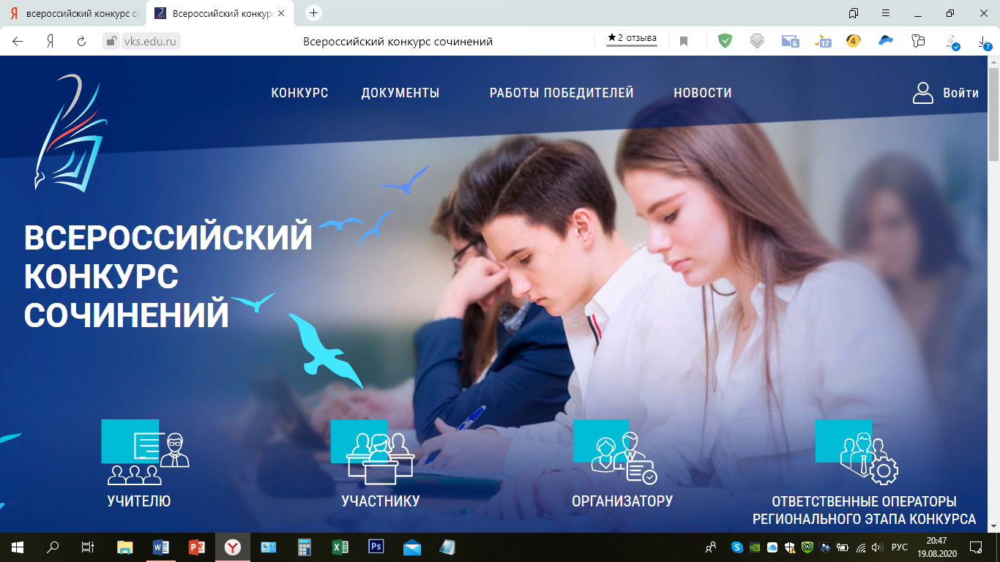 Я всероссийский конкурс со
Всероссийский конкурс
Я
vks.edu.ru
Всероссийский конкурс сочинений
★2 отзыва
6
17
4
7
КОНКУРС
ДОКУМЕНТЫ
РАБОТЫ ПОБЕДИТЕЛЕЙ
НОВОСТИ
Войти
ВСЕРОССИЙСКИЙ
КОНКУРС
СОЧИНЕНИЙ
УЧИТЕЛЮ
УЧАСТНИКУ
ОРГАНИЗАТОРУ
ОТВЕТСТВЕННЫЕ ОПЕРАТОРЫ
РЕГИОНАЛЬНОГО ЭТАПА КОНКУРСА
РУС
20:47
19.08.2020